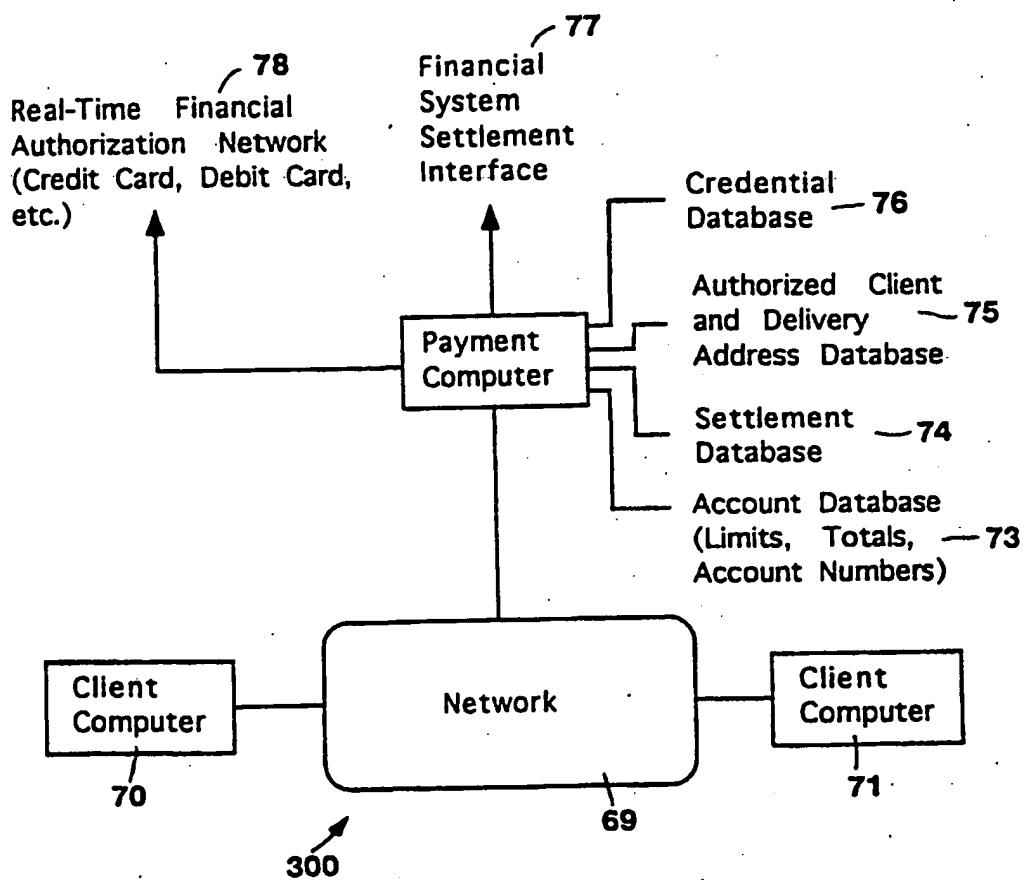 77
78
Financial
System
Settlement
Interface
Real-Time Financial
Authorization Network
(Credit Card, Debit Card,
etc.)
Credential
Database
76
Authorized Client
and Delivery
Address Database
75
Payment
Computer
Settlement
Database
74
Account Database
(Limits, Totals,
Account Numbers)
73
Client
Computer
70
Network
69
Client
Computer
71
300